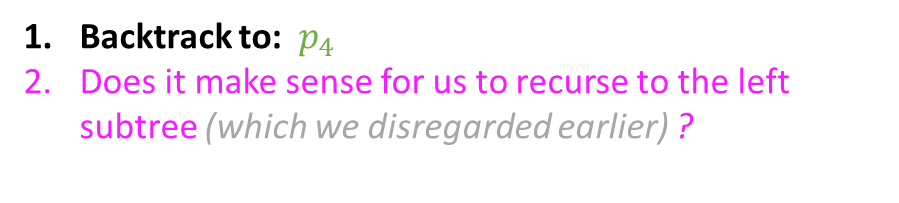 1. Backtrack to: p₄
2. Does it make sense for us to recurse to the left
subtree (which we disregarded earlier) ?